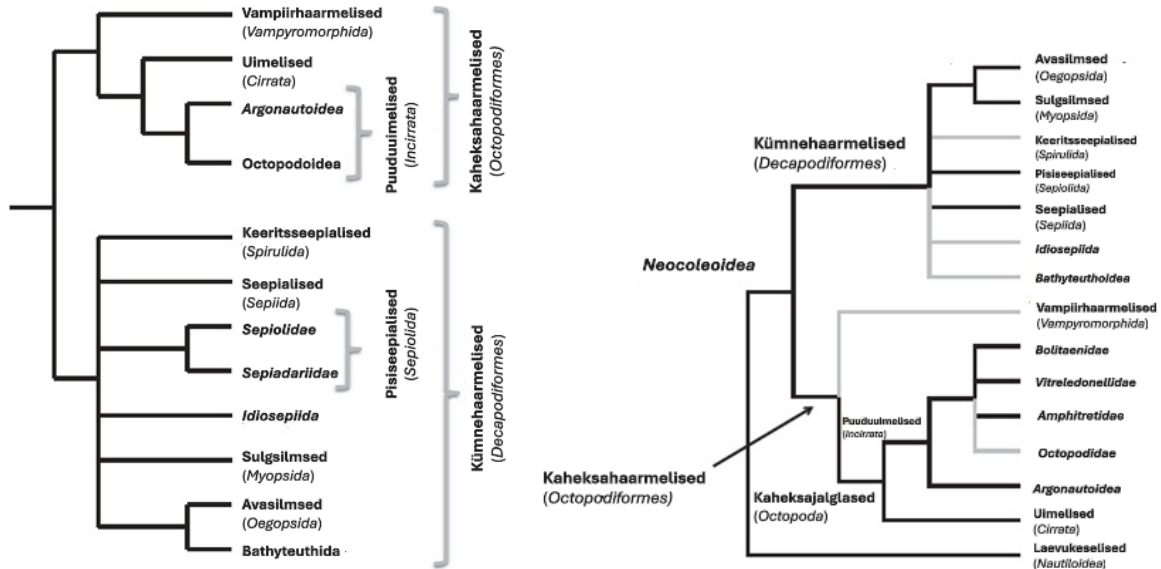 Vampiirhaarmelised
(Vampyromorphida)
Uimelised
(Cirrata)
Argonautoidea
Octopodoidea
Puuduuimelised
(Incirrata)
Kaheksahaarmelised
(Octopodiformes)
Keeritsseepialised
(Spirulida)
Seepialised
(Sepiida)
Sepiolidae
Sepiadariidae
Pisiseepialised
(Sepiolida)
Idiosepiida
Sulgsilmsed
(Myopsida)
Avasilmsed
(Oegopsida)
Bathyteuthida
Kümnehaarmelised
(Decapodiformes)
Avasilmsed
(Oegopsida)
Sulgsilmsed
(Myopsida)
Keeritsseepialised
(Spirulida)
Kümnehaarmelised
(Decapodiformes)
Pisiseepialised
(Sepiolida)
Seepialised
(Sepiida)
Idiosepiida
Neocoleoidea
Bathyteuthoidea
Vampiirhaarmelised
(Vampyromorphida)
Bolitaenidae
Vitreledonellidae
Amphitretidae
Puuduuimelised
(Incirrata)
Octopodidae
Kaheksahaarmelised
(Octopodiformes)
Kaheksajalglased
(Octopoda)
Argonautoidea
Uimelised
(Cirrata)
Laevukeselised
(Nautiloidea)